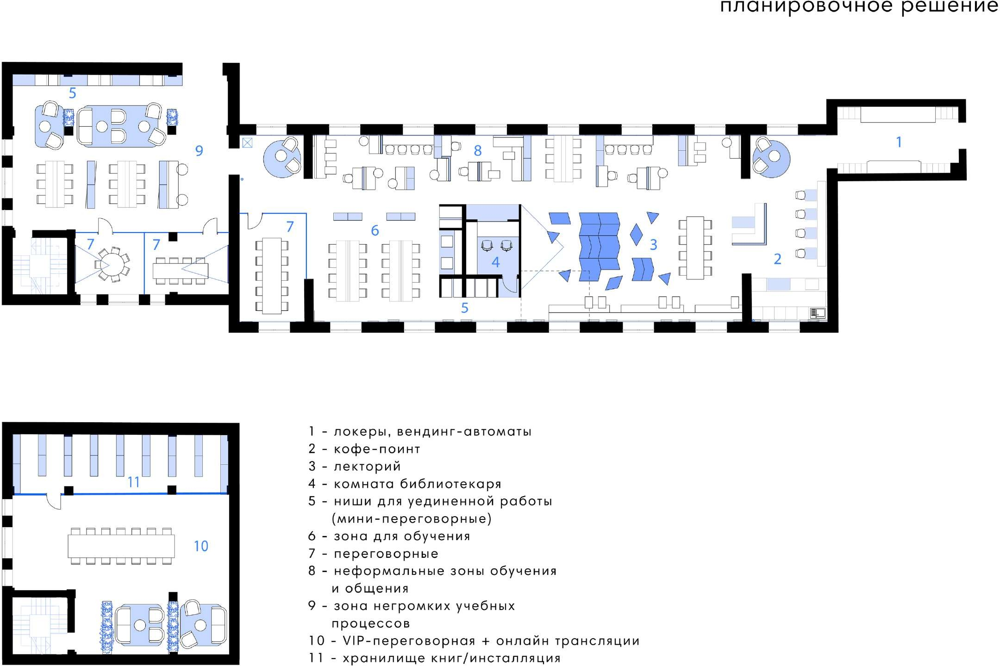 планировочное решение
5
9
8
1
7
7
7
6
4
3
2
5
11
10
1 - локеры, вендинг-автоматы
2 - кофе-поинт
3 - лекторий
4 - комната библиотекаря
5 - ниши для уединенной работы
(мини-переговорные)
6 - зона для обучения
7 - переговорные
8 - неформальные зоны обучения
и общения
9 - зона негромких учебных
процессов
10 - VIP-переговорная + онлайн трансляции
11 - хранилище книг/инсталляция